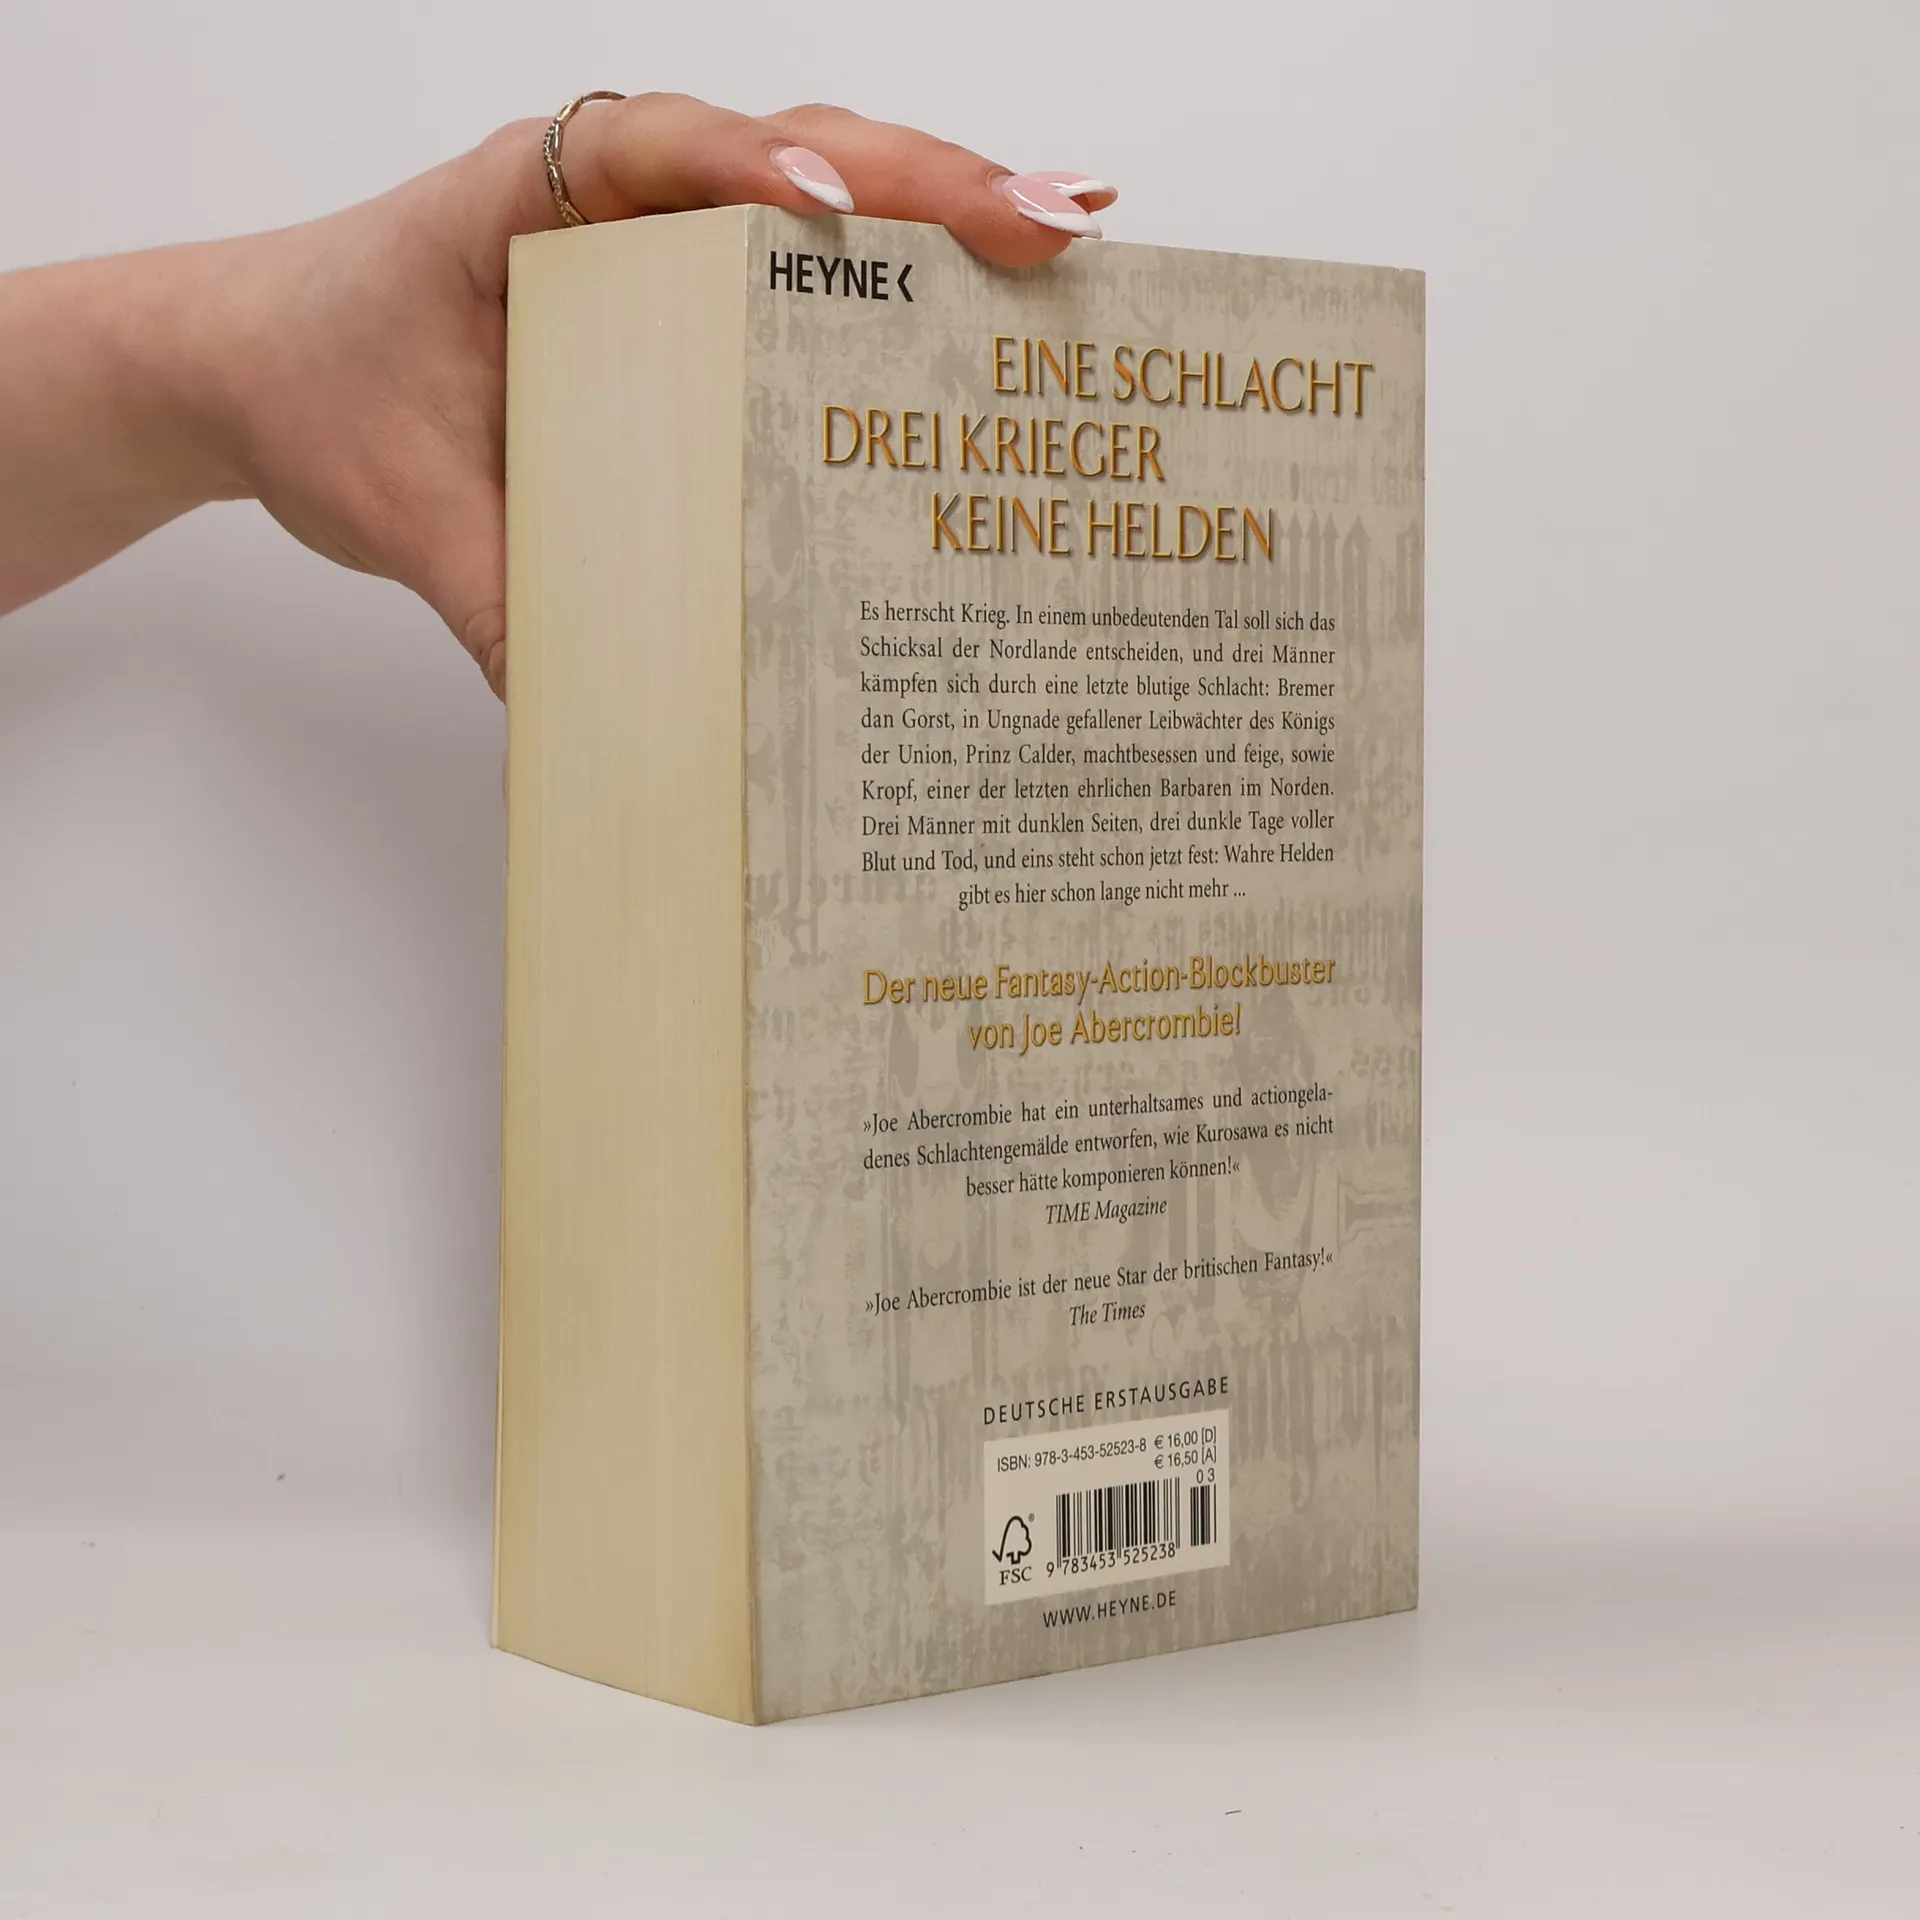 HEYNE<
EINE SCHLACHT
DREI KRIEGER
KEINE HELDEN
Es herrscht Krieg. In einem unbedeutenden Tal soll sich das
Schicksal der Nordlande entscheiden, und drei Männer
kämpfen sich durch eine letzte blutige Schlacht: Bremer
dan Gorst, in Ungnade gefallener Leibwächter des Königs
der Union, Prinz Calder, machtbesessen und feige, sowie
Kropf, einer der letzten ehrlichen Barbaren im Norden.
Drei Männer mit dunklen Seiten, drei dunkle Tage voller
Blut und Tod, und eins steht schon jetzt fest: Wahre Helden
gibt es hier schon lange nicht mehr ...
Der neue Fantasy-Action-Blockbuster
von Joe Abercrombie!
»Joe Abercrombie hat ein unterhaltsames und actiongela-
denes Schlachtengemälde entworfen, wie Kurosawa es nicht
besser hätte komponieren können!«
TIME Magazine
»Joe Abercrombie ist der neue Star der britischen Fantasy!«
The Times
DEUTSCHE ERSTAUSGABE
ISBN: 978-3-453-52523-8 € 16,00 [D]
€ 16,50 [A]
03
FSC®
9 783453 525238
WWW.HEYNE.DE